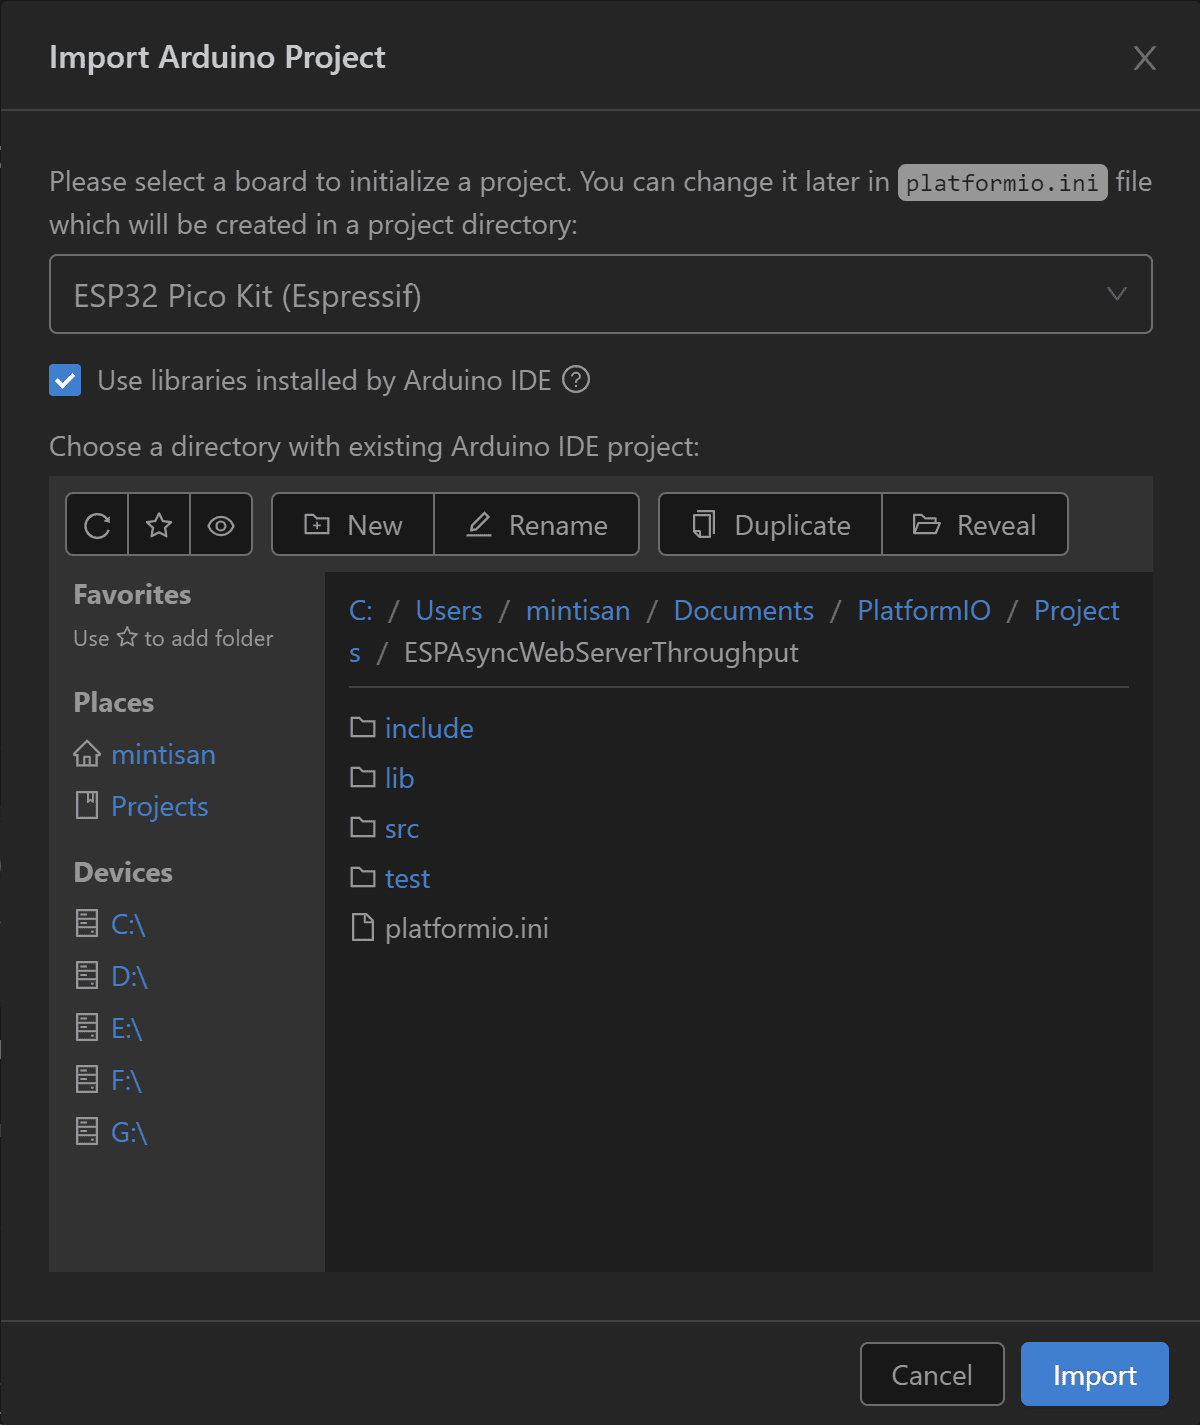 Import Arduino Project
Please select a board to initialize a project. You can change it later in platformio.ini file
which will be created in a project directory:
ESP32 Pico Kit (Espressif)
Use libraries installed by Arduino IDE
Choose a directory with existing Arduino IDE project:
New Rename Duplicate Reveal
Favorites
Use ☆ to add folder
Places
mintisan
Projects
Devices
C:\
D:\
E:\
F:\
G:\
C: / Users / mintisan / Documents / PlatformIO / Project
s / ESPAsyncWebServerThroughput
include
lib
src
test
platformio.ini
Cancel Import